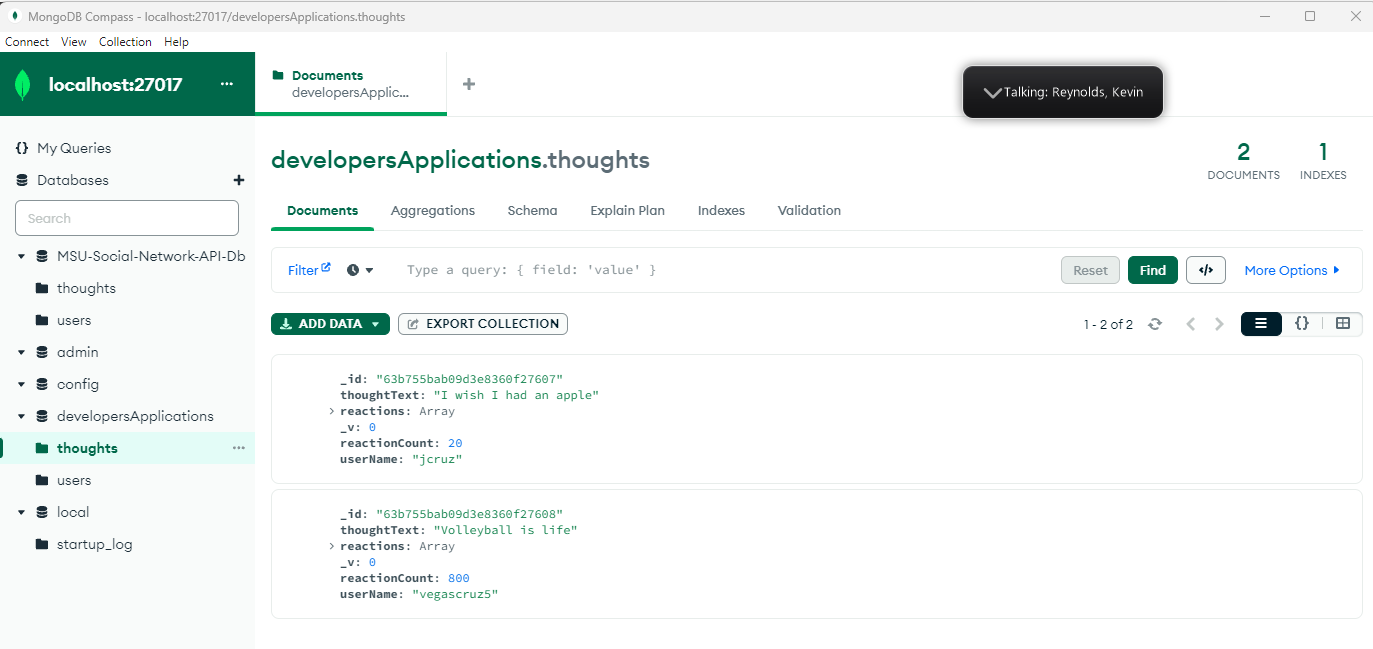 MongoDB Compass - localhost:27017/developersApplications.thoughts
Connect View Collection Help
localhost:27017 ...
Documents
developersApplic...
+
Talking: Reynolds, Kevin
{} My Queries
Databases +
Search
MSU-Social-Network-API-Db
thoughts
users
admin
config
developersApplications
thoughts ...
users
local
startup_log
developersApplications.thoughts
2 DOCUMENTS
1 INDEXES
Documents Aggregations Schema Explain Plan Indexes Validation
Filter Type a query: { field: 'value' } Reset Find </> More Options
ADD DATA EXPORT COLLECTION 1 - 2 of 2 {}
_id: "63b755bab09d3e8360f27607"
thoughtText: "I wish I had an apple"
reactions: Array
_v: 0
reactionCount: 20
userName: "jcruz"
_id: "63b755bab09d3e8360f27608"
thoughtText: "Volleyball is life"
reactions: Array
_v: 0
reactionCount: 800
userName: "vegascruz5"